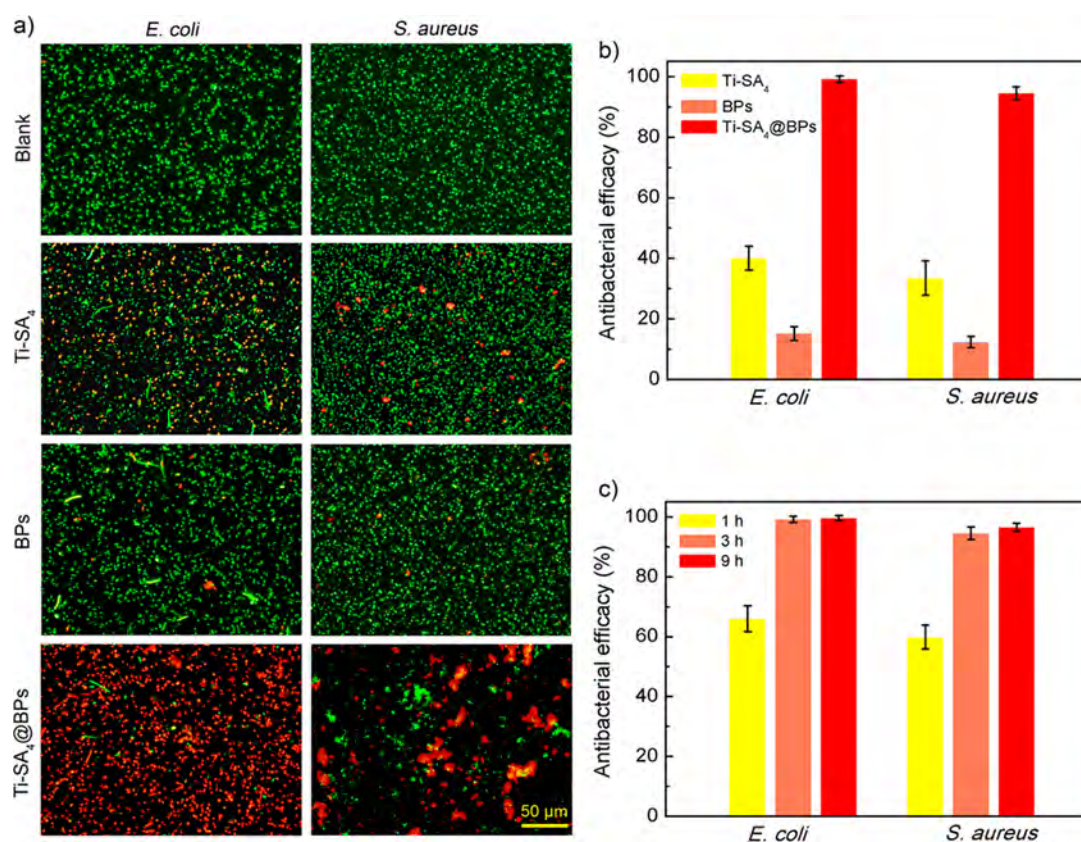 a)
E. coli
S. aureus
Blank
Ti-SA4
BPs
Ti-SA4@BPs
50 μm
b)
Antibacterial efficacy (%)
100
80
60
40
20
0
Ti-SA4
BPs
Ti-SA4@BPs
E. coli
S. aureus
c)
Antibacterial efficacy (%)
100
80
60
40
20
0
1 h
3 h
9 h
E. coli
S. aureus